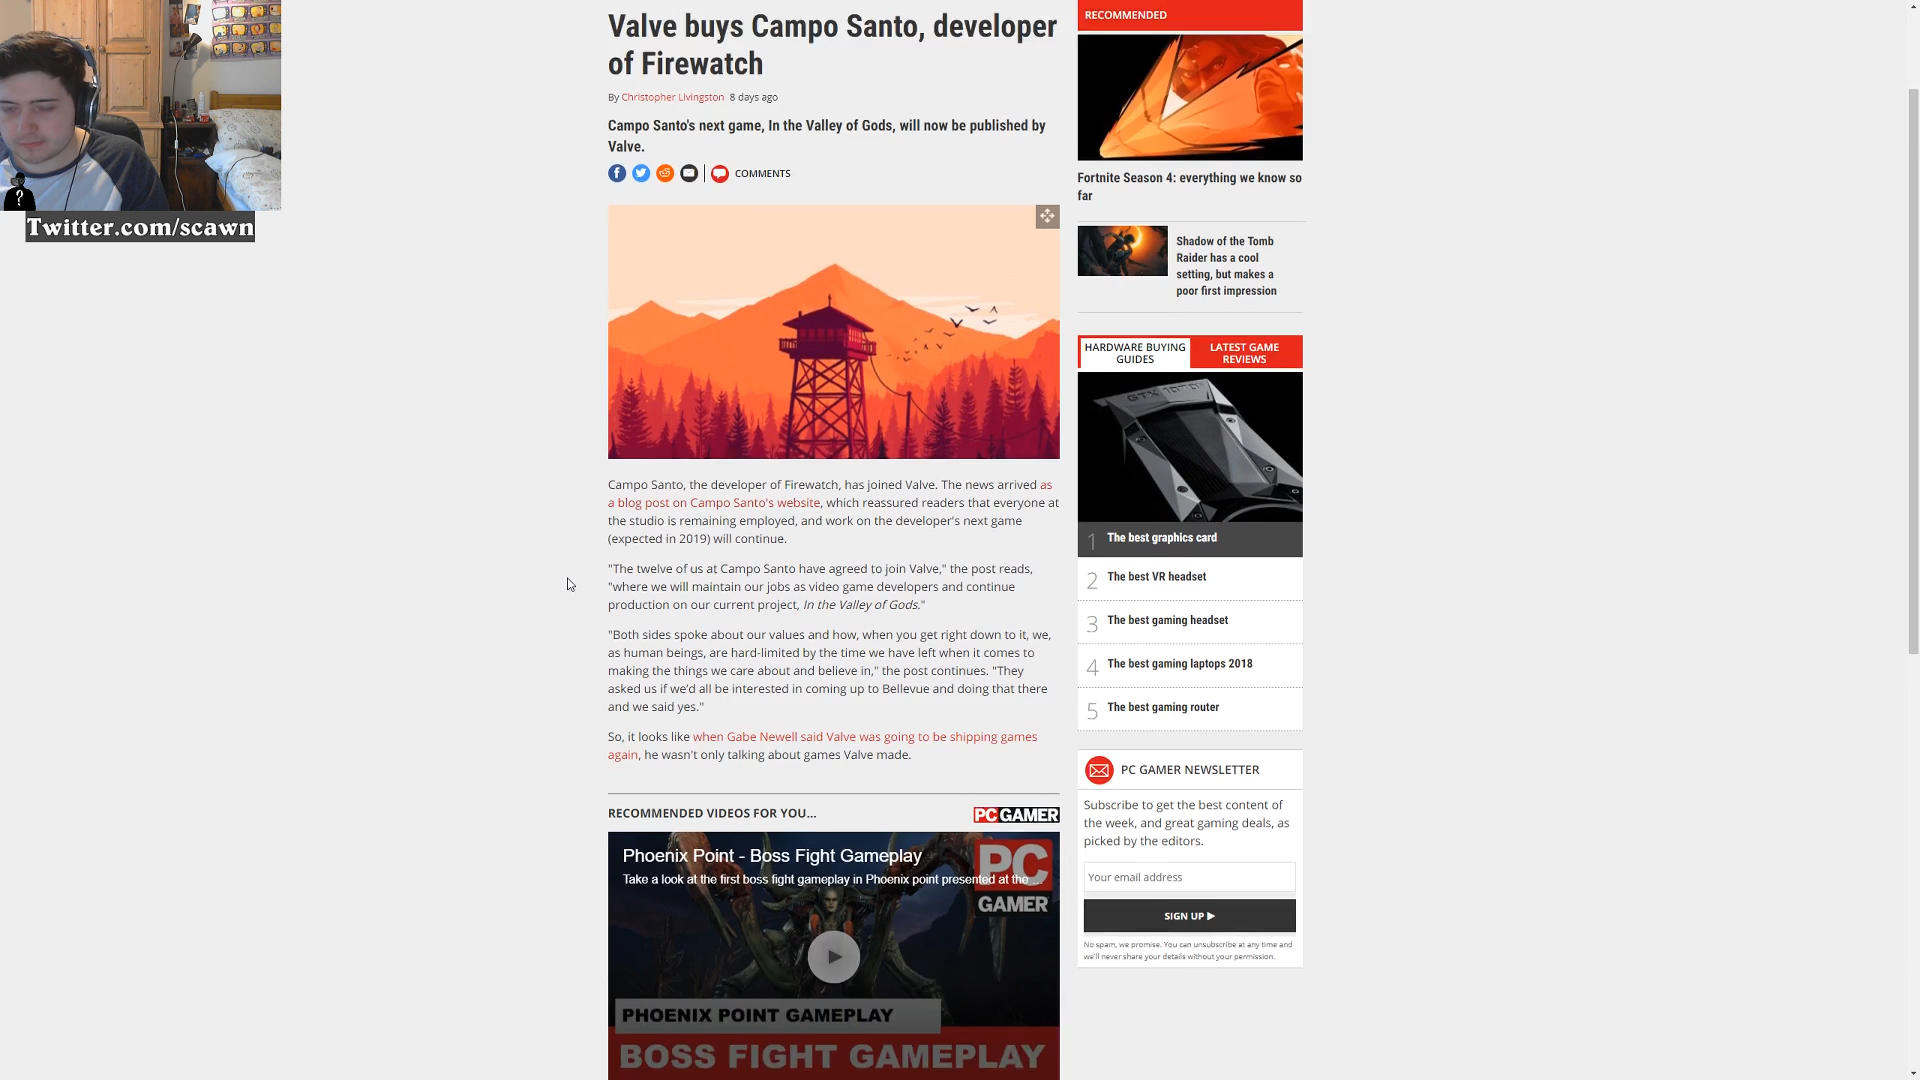 Valve buys Campo Santo, developer
of Firewatch
By Christopher Livingston 8 days ago
Campo Santo's next game, In the Valley of Gods, will now be published by
Valve.
COMMENTS
Twitter.com/scawn
?
Campo Santo, the developer of Firewatch, has joined Valve. The news arrived as
a blog post on Campo Santo's website, which reassured readers that everyone at
the studio is remaining employed, and work on the developer's next game
(expected in 2019) will continue.
"The twelve of us at Campo Santo have agreed to join Valve," the post reads,
"where we will maintain our jobs as video game developers and continue
production on our current project, In the Valley of Gods."
"Both sides spoke about our values and how, when you get right down to it, we,
as human beings, are hard-limited by the time we have left when it comes to
making the things we care about and believe in," the post continues. "They
asked us if we'd all be interested in coming up to Bellevue and doing that there
and we said yes."
So, it looks like when Gabe Newell said Valve was going to be shipping games
again, he wasn't only talking about games Valve made.
RECOMMENDED VIDEOS FOR YOU...
PC GAMER
Phoenix Point - Boss Fight Gameplay
Take a look at the first boss fight gameplay in Phoenix point presented at the ...
PC
GAMER
PHOENIX POINT GAMEPLAY
BOSS FIGHT GAMEPLAY
RECOMMENDED
Fortnite Season 4: everything we know so
far
Shadow of the Tomb
Raider has a cool
setting, but makes a
poor first impression
HARDWARE BUYING
GUIDES
LATEST GAME
REVIEWS
1 The best graphics card
2 The best VR headset
3 The best gaming headset
4 The best gaming laptops 2018
5 The best gaming router
PC GAMER NEWSLETTER
Subscribe to get the best content of
the week, and great gaming deals, as
picked by the editors.
Your email address
SIGN UP
No spam, we promise. You can unsubscribe at any time and
we'll never share your details without your permission.